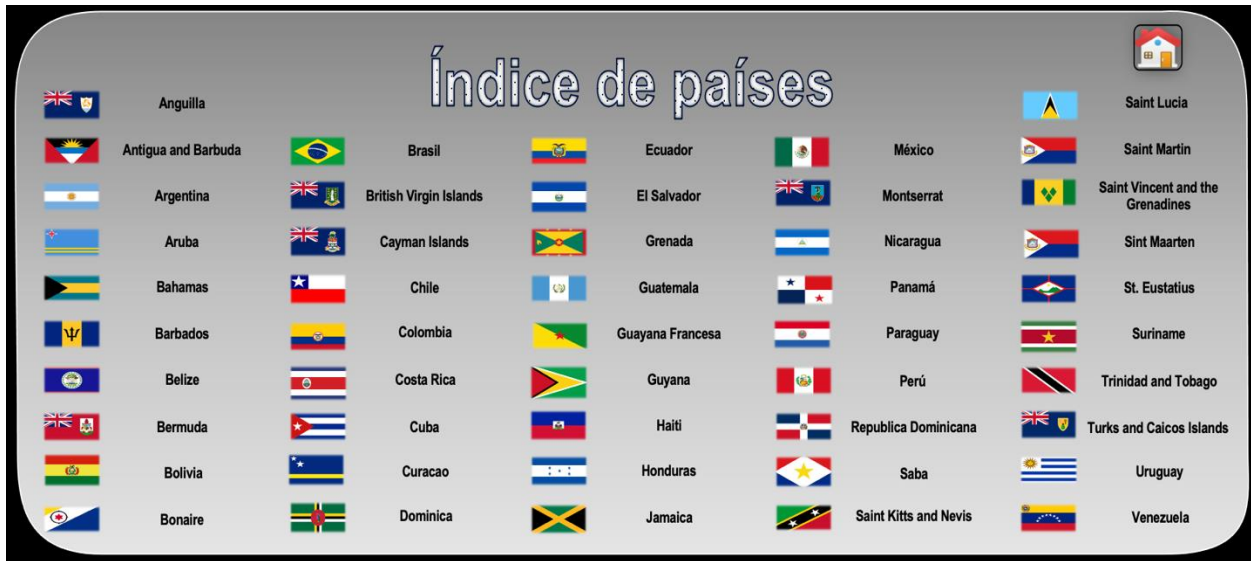 Índice de países
Anguilla
Antigua and Barbuda
Argentina
Aruba
Bahamas
Barbados
Belize
Bermuda
Bolivia
Bonaire
Brasil
British Virgin Islands
Cayman Islands
Chile
Colombia
Costa Rica
Cuba
Curacao
Dominica
Ecuador
El Salvador
Grenada
Guatemala
Guayana Francesa
Guyana
Haiti
Honduras
Jamaica
México
Montserrat
Nicaragua
Panamá
Paraguay
Perú
Republica Dominicana
Saba
Saint Kitts and Nevis
Saint Lucia
Saint Martin
Saint Vincent and the
Grenadines
Sint Maarten
St. Eustatius
Suriname
Trinidad and Tobago
Turks and Caicos Islands
Uruguay
Venezuela